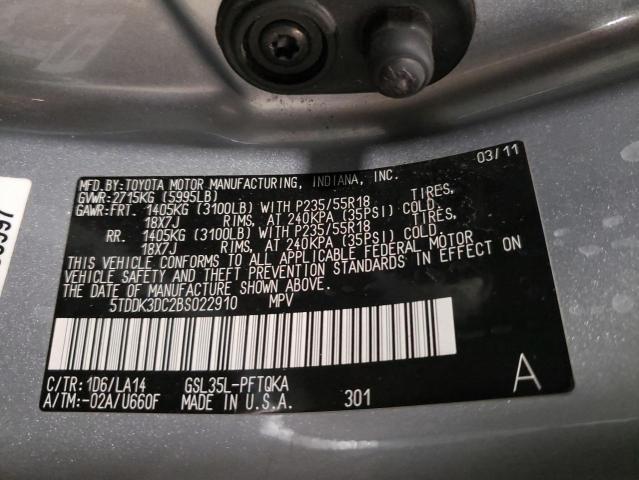 MFD. BY: TOYOTA MOTOR MANUFACTURING, INDIANA, INC. 03/11
GVWR: 2715KG (5995LB)
GAWR: FRT. 1405KG (3100LB) WITH P235/55R18 TIRES,
18X7J RIMS, AT 240KPA (35PSI) COLD.
RR. 1405KG (3100LB) WITH P235/55R18 TIRES,
18X7J RIMS, AT 240KPA (35PSI) COLD.
THIS VEHICLE CONFORMS TO ALL APPLICABLE FEDERAL MOTOR
VEHICLE SAFETY AND THEFT PREVENTION STANDARDS IN EFFECT ON
THE DATE OF MANUFACTURE SHOWN ABOVE.
5TDDK3DC2BS022910 MPV
C/TR: 1D6/LA14 GSL35L-PFTQKA A
A/TM: -02A/U660F MADE IN U.S.A. 301